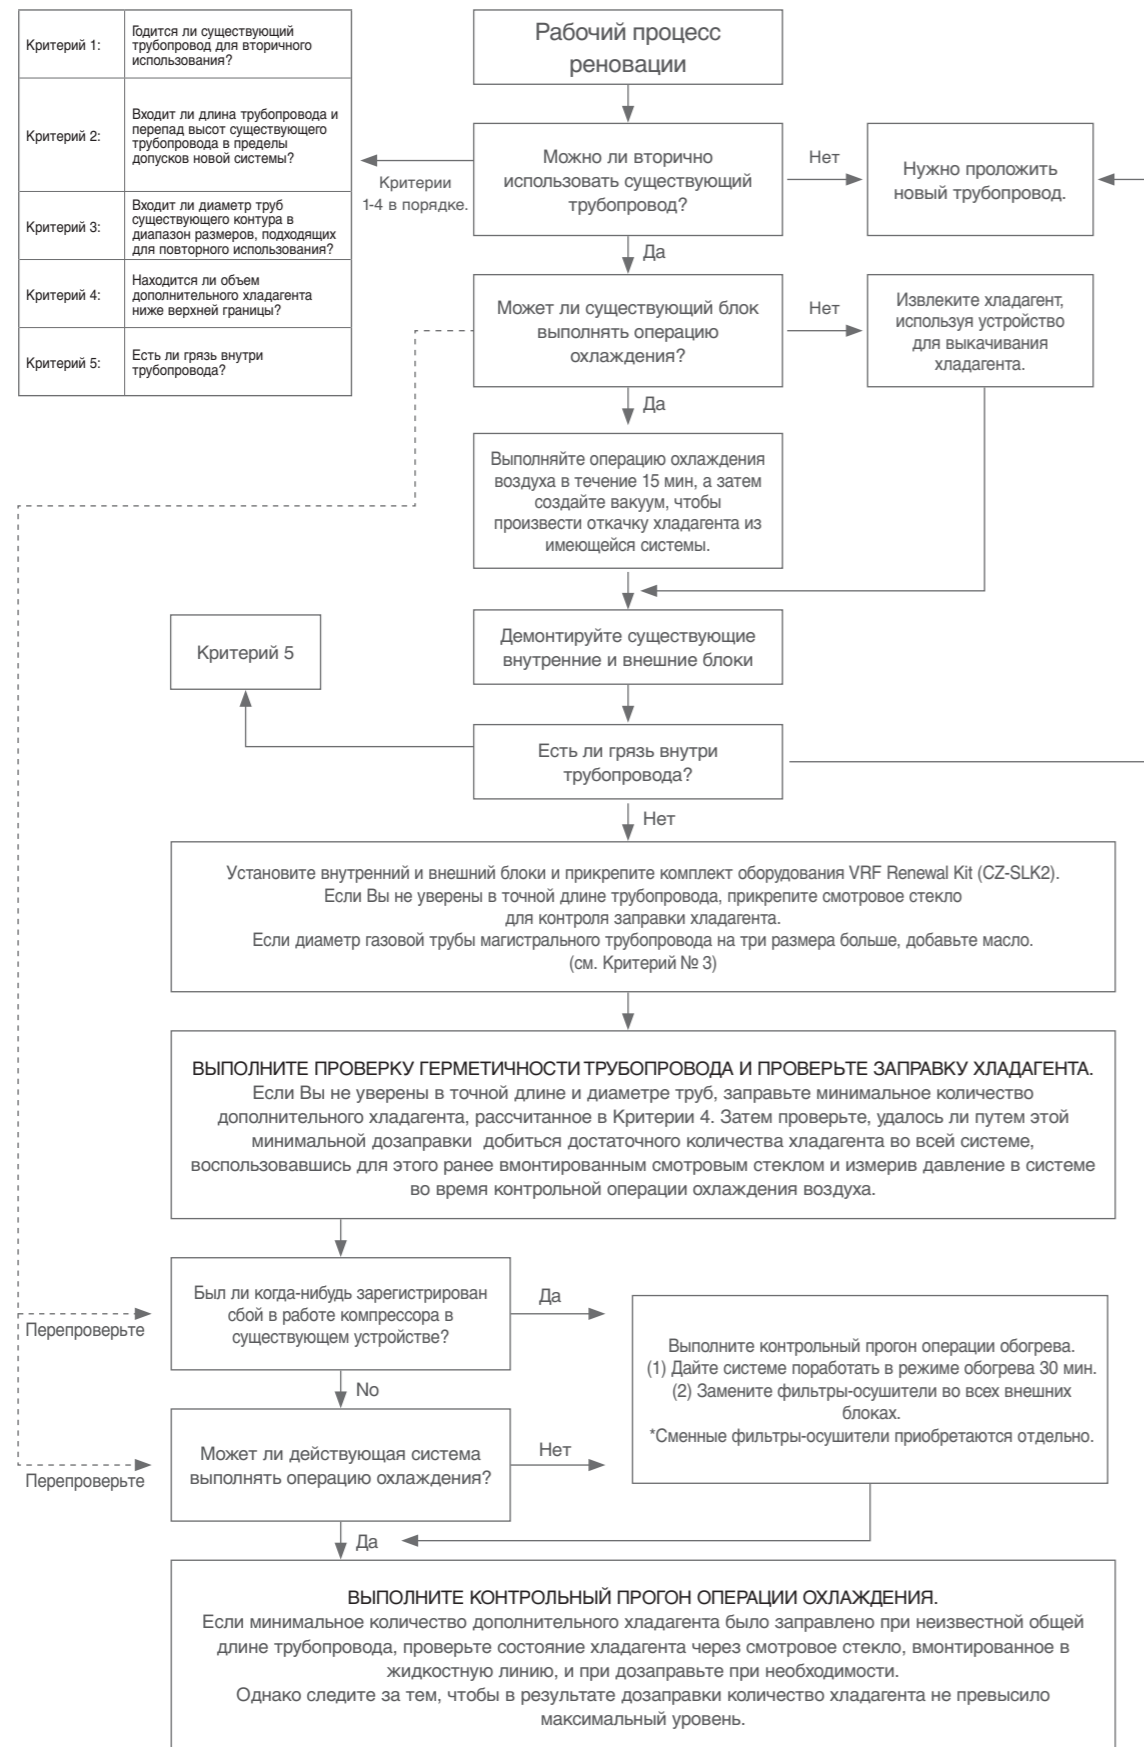 Критерий 1:
Годится ли существующий
трубопровод для вторичного
использования?
Критерий 2:
Входит ли длина трубопровода и
перепад высот существующего
трубопровода в пределы
допусков новой системы?
Критерий 3:
Входит ли диаметр труб
существующего контура в
диапазон размеров, подходящих
для повторного использования?
Критерий 4:
Находится ли объем
дополнительного хладагента
ниже верхней границы?
Критерий 5:
Есть ли грязь внутри
трубопровода?
Рабочий процесс
реновации
Можно ли вторично
использовать существующий
трубопровод?
Критерии
1-4 в порядке.
Нет
Нужно проложить
новый трубопровод.
Да
Может ли существующий блок
выполнять операцию
охлаждения?
Нет
Извлеките хладагент,
используя устройство
для выкачивания
хладагента.
Да
Выполняйте операцию охлаждения
воздуха в течение 15 мин, а затем
создайте вакуум, чтобы
произвести откачку хладагента из
имеющейся системы.
Демонтируйте существующие
внутренние и внешние блоки
Критерий 5
Есть ли грязь внутри
трубопровода?
Нет
Установите внутренний и внешний блоки и прикрепите комплект оборудования VRF Renewal Kit (CZ-SLK2).
Если Вы не уверены в точной длине трубопровода, прикрепите смотровое стекло
для контроля заправки хладагента.
Если диаметр газовой трубы магистрального трубопровода на три размера больше, добавьте масло.
(см. Критерий № 3)
ВЫПОЛНИТЕ ПРОВЕРКУ ГЕРМЕТИЧНОСТИ ТРУБОПРОВОДА И ПРОВЕРЬТЕ ЗАПРАВКУ ХЛАДАГЕНТА.
Если Вы не уверены в точной длине и диаметре труб, заправьте минимальное количество
дополнительного хладагента, рассчитанное в Критерии 4. Затем проверьте, удалось ли путем этой
минимальной дозаправки добиться достаточного количества хладагента во всей системе,
воспользовавшись для этого ранее вмонтированным смотровым стеклом и измерив давление в системе
во время контрольной операции охлаждения воздуха.
Был ли когда-нибудь зарегистрирован
сбой в работе компрессора в
существующем устройстве?
Да
Перепроверьте
Выполните контрольный прогон операции обогрева.
(1) Дайте системе поработать в режиме обогрева 30 мин.
(2) Замените фильтры-осушители во всех внешних
блоках.
*Сменные фильтры-осушители приобретаются отдельно.
No
Может ли действующая система
выполнять операцию охлаждения?
Нет
Перепроверьте
Да
ВЫПОЛНИТЕ КОНТРОЛЬНЫЙ ПРОГОН ОПЕРАЦИИ ОХЛАЖДЕНИЯ.
Если минимальное количество дополнительного хладагента было заправлено при неизвестной общей
длине трубопровода, проверьте состояние хладагента через смотровое стекло, вмонтированное в
жидкостную линию, и при дозаправьте при необходимости.
Однако следите за тем, чтобы в результате дозаправки количество хладагента не превысило
максимальный уровень.